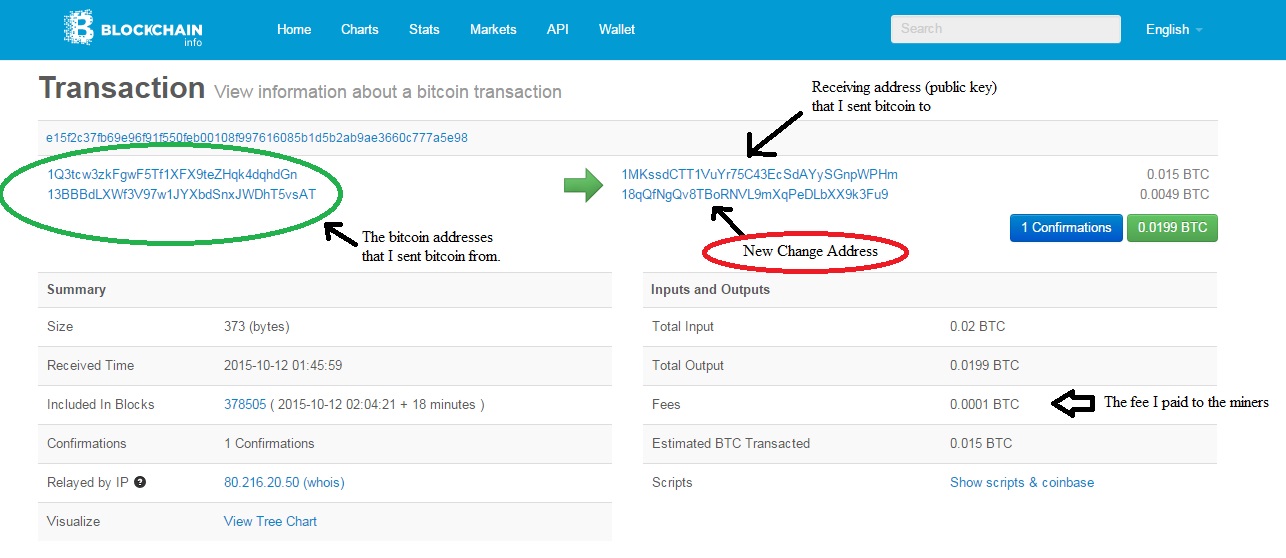 BLOCKCHAIN
info
Home Charts Stats Markets API Wallet Search English
Transaction View information about a bitcoin transaction
Receiving address (public key)
that I sent bitcoin to
e15f2c37fb69e96f91f550feb00108f997616085b1d5b2ab9ae3660c777a5e98
1Q3tcw3zkFgwF5Tf1XFX9teZHqk4dqhdGn
13BBBdLXWf3V97w1JYXbdSnxJWDhT5vsAT
1MKssdCTT1VuYr75C43EcSdAYySGnpWPHm 0.015 BTC
18qQfNgQv8TBoRNVL9mXqPeDLbXX9k3Fu9 0.0049 BTC
The bitcoin addresses
that I sent bitcoin from.
New Change Address
1 Confirmations 0.0199 BTC
Summary
Size 373 (bytes)
Received Time 2015-10-12 01:45:59
Included In Blocks 378505 ( 2015-10-12 02:04:21 + 18 minutes )
Confirmations 1 Confirmations
Relayed by IP ? 80.216.20.50 (whois)
Visualize View Tree Chart
Inputs and Outputs
Total Input 0.02 BTC
Total Output 0.0199 BTC
Fees 0.0001 BTC
The fee I paid to the miners
Estimated BTC Transacted 0.015 BTC
Scripts Show scripts & coinbase